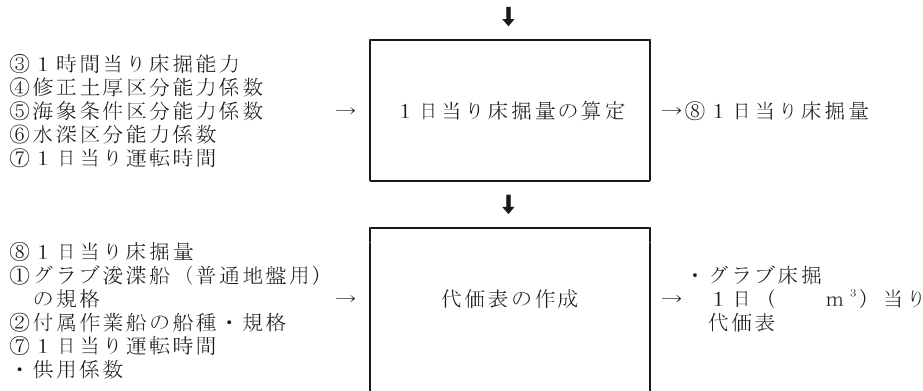 ③１時間当り床掘能力
④修正土厚区分能力係数
⑤海象条件区分能力係数
⑥水深区分能力係数
⑦１日当り運転時間
→
１日当り床掘量の算定
→⑧１日当り床掘量
⑧１日当り床掘量
①グラブ浚渫船（普通地盤用）
の規格
②付属作業船の船種・規格
⑦１日当り運転時間
・供用係数
→
代価表の作成
→
・グラブ床掘
１日（　　ｍ³）当り
代価表